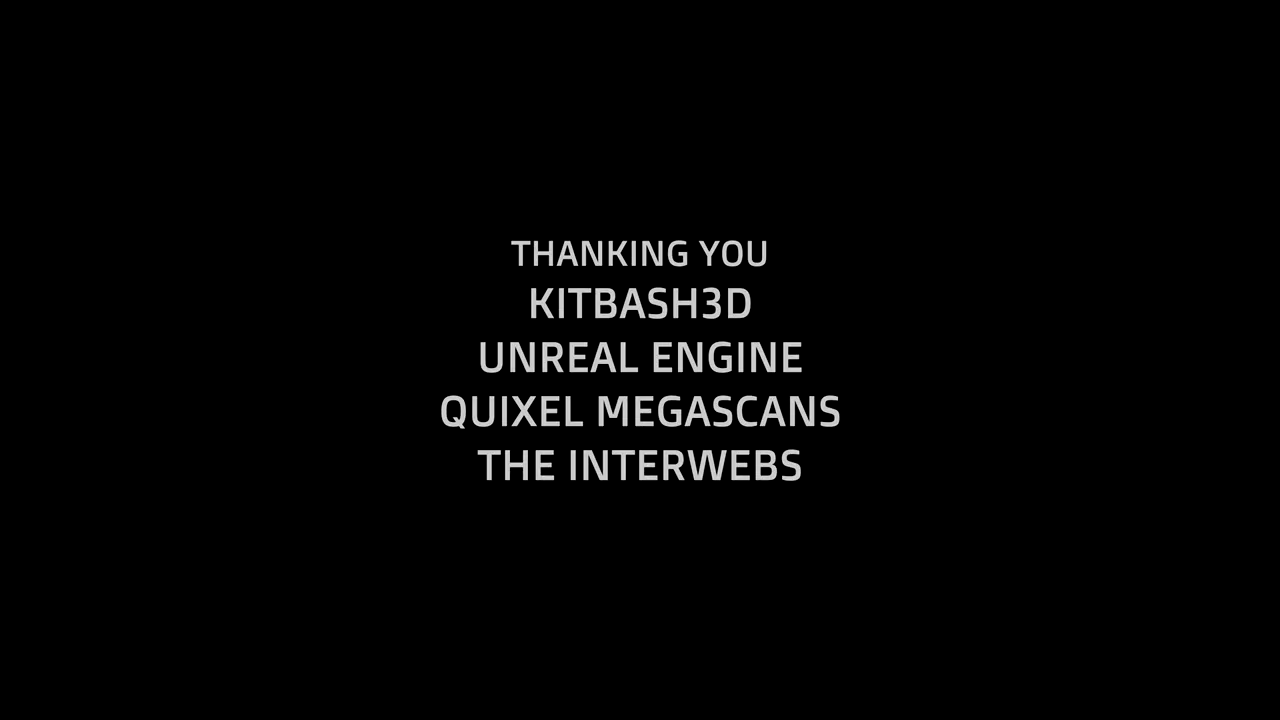 THANKING YOU
KITBASH3D
UNREAL ENGINE
QUIXEL MEGASCANS
THE INTERWEBS